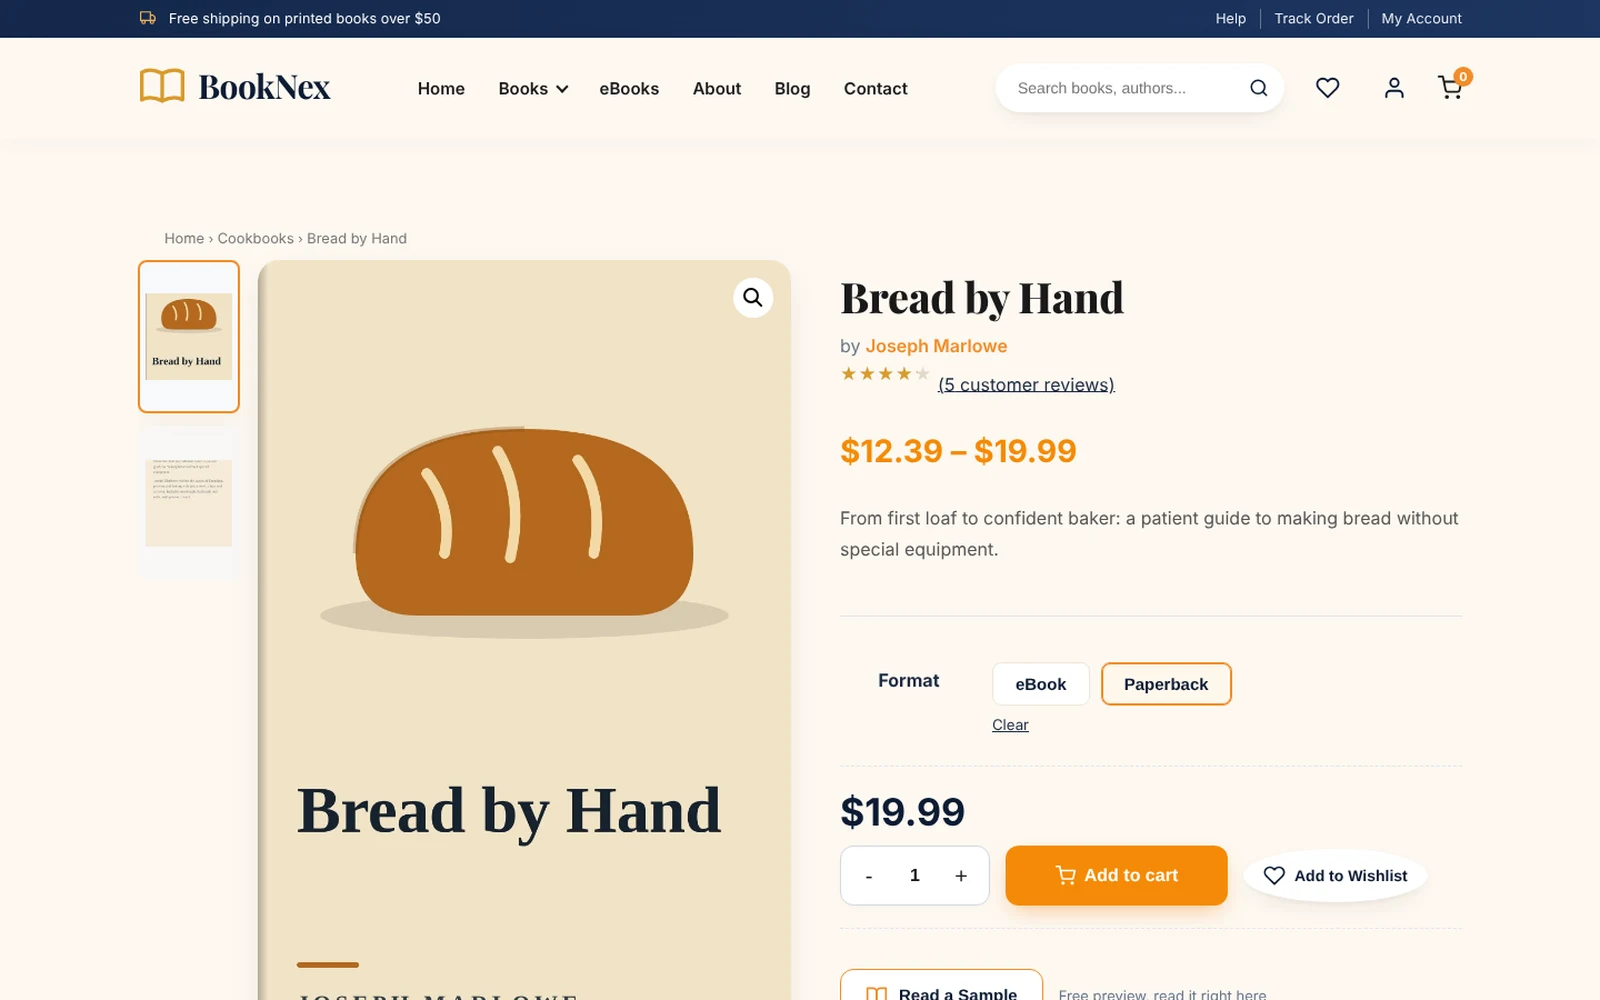 Free shipping on printed books over $50
Help
Track Order
My Account
BookNex
Home
Books
eBooks
About
Blog
Contact
Search books, authors...
0
Home › Cookbooks › Bread by Hand
Bread by Hand
Bread by Hand
JOSEPH MARLOWE
Bread by Hand
by Joseph Marlowe
(5 customer reviews)
$12.39 – $19.99
From first loaf to confident baker: a patient guide to making bread without
special equipment.
Format
eBook
Paperback
Clear
$19.99
- 1 +
Add to cart
Add to Wishlist
Read a Sample
Free preview, read it right here